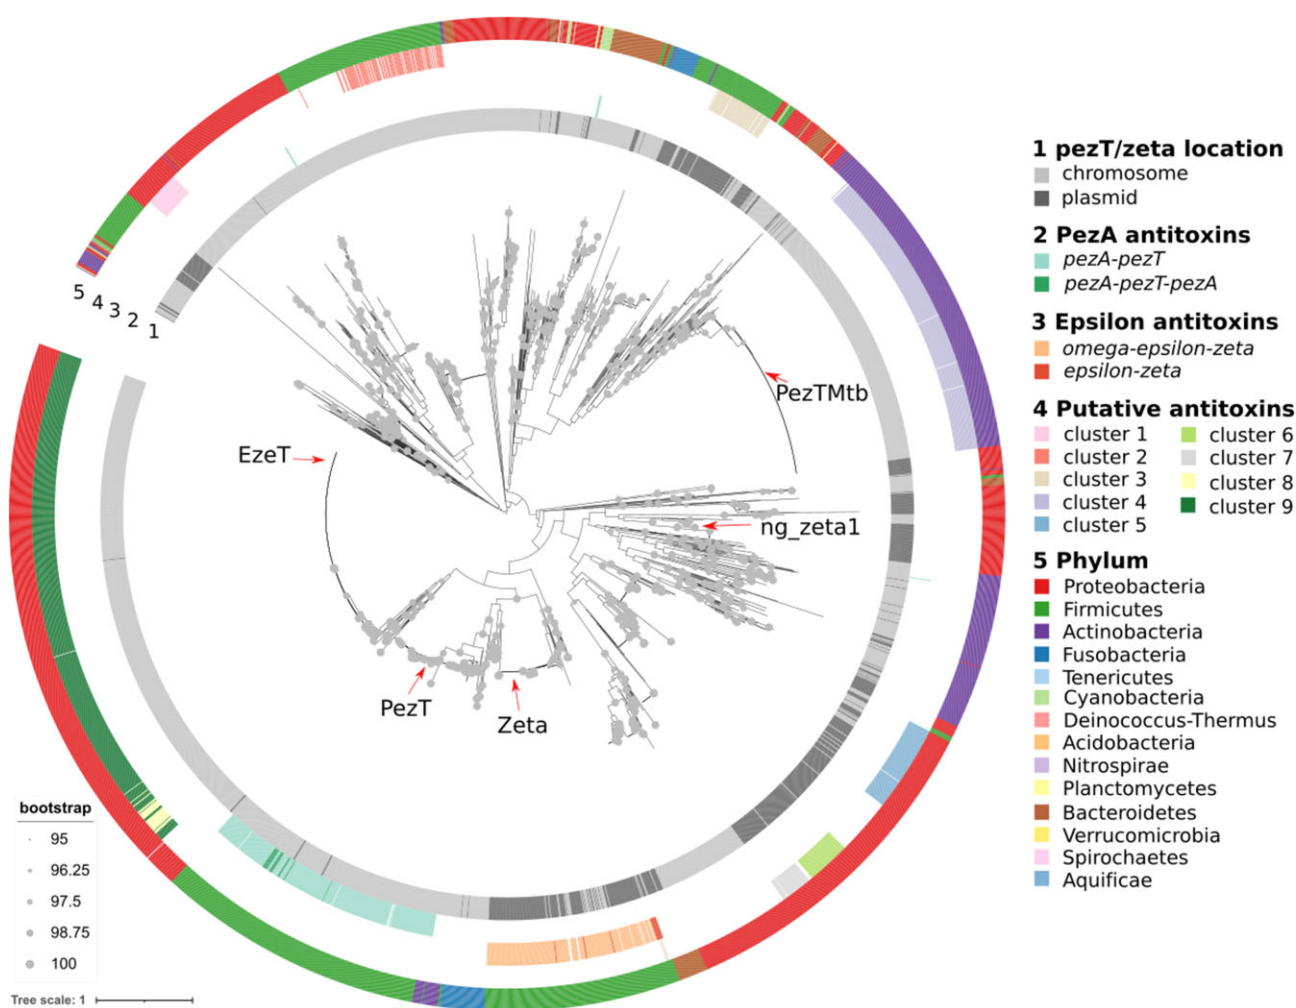 5
4
3
2
1
EzeT
PezTMtb
ng_zeta1
PezT
Zeta
1 pezT/zeta location
chromosome
plasmid
2 PezA antitoxins
pezA-pezT
pezA-pezT-pezA
3 Epsilon antitoxins
omega-epsilon-zeta
epsilon-zeta
4 Putative antitoxins
cluster 1
cluster 2
cluster 3
cluster 4
cluster 5
cluster 6
cluster 7
cluster 8
cluster 9
5 Phylum
Proteobacteria
Firmicutes
Actinobacteria
Fusobacteria
Tenericutes
Cyanobacteria
Deinococcus-Thermus
Acidobacteria
Nitrospirae
Planctomycetes
Bacteroidetes
Verrucomicrobia
Spirochaetes
Aquificae
bootstrap
95
96.25
97.5
98.75
100
Tree scale: 1